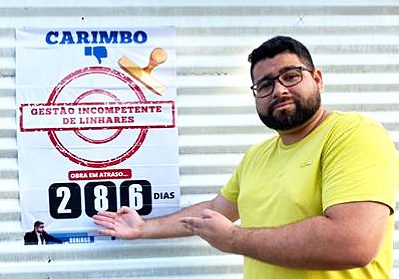 CARIMBO
GESTÃO INCOMPETENTE
DE LINHARES
OBRA EM ATRASO...
286 DIAS